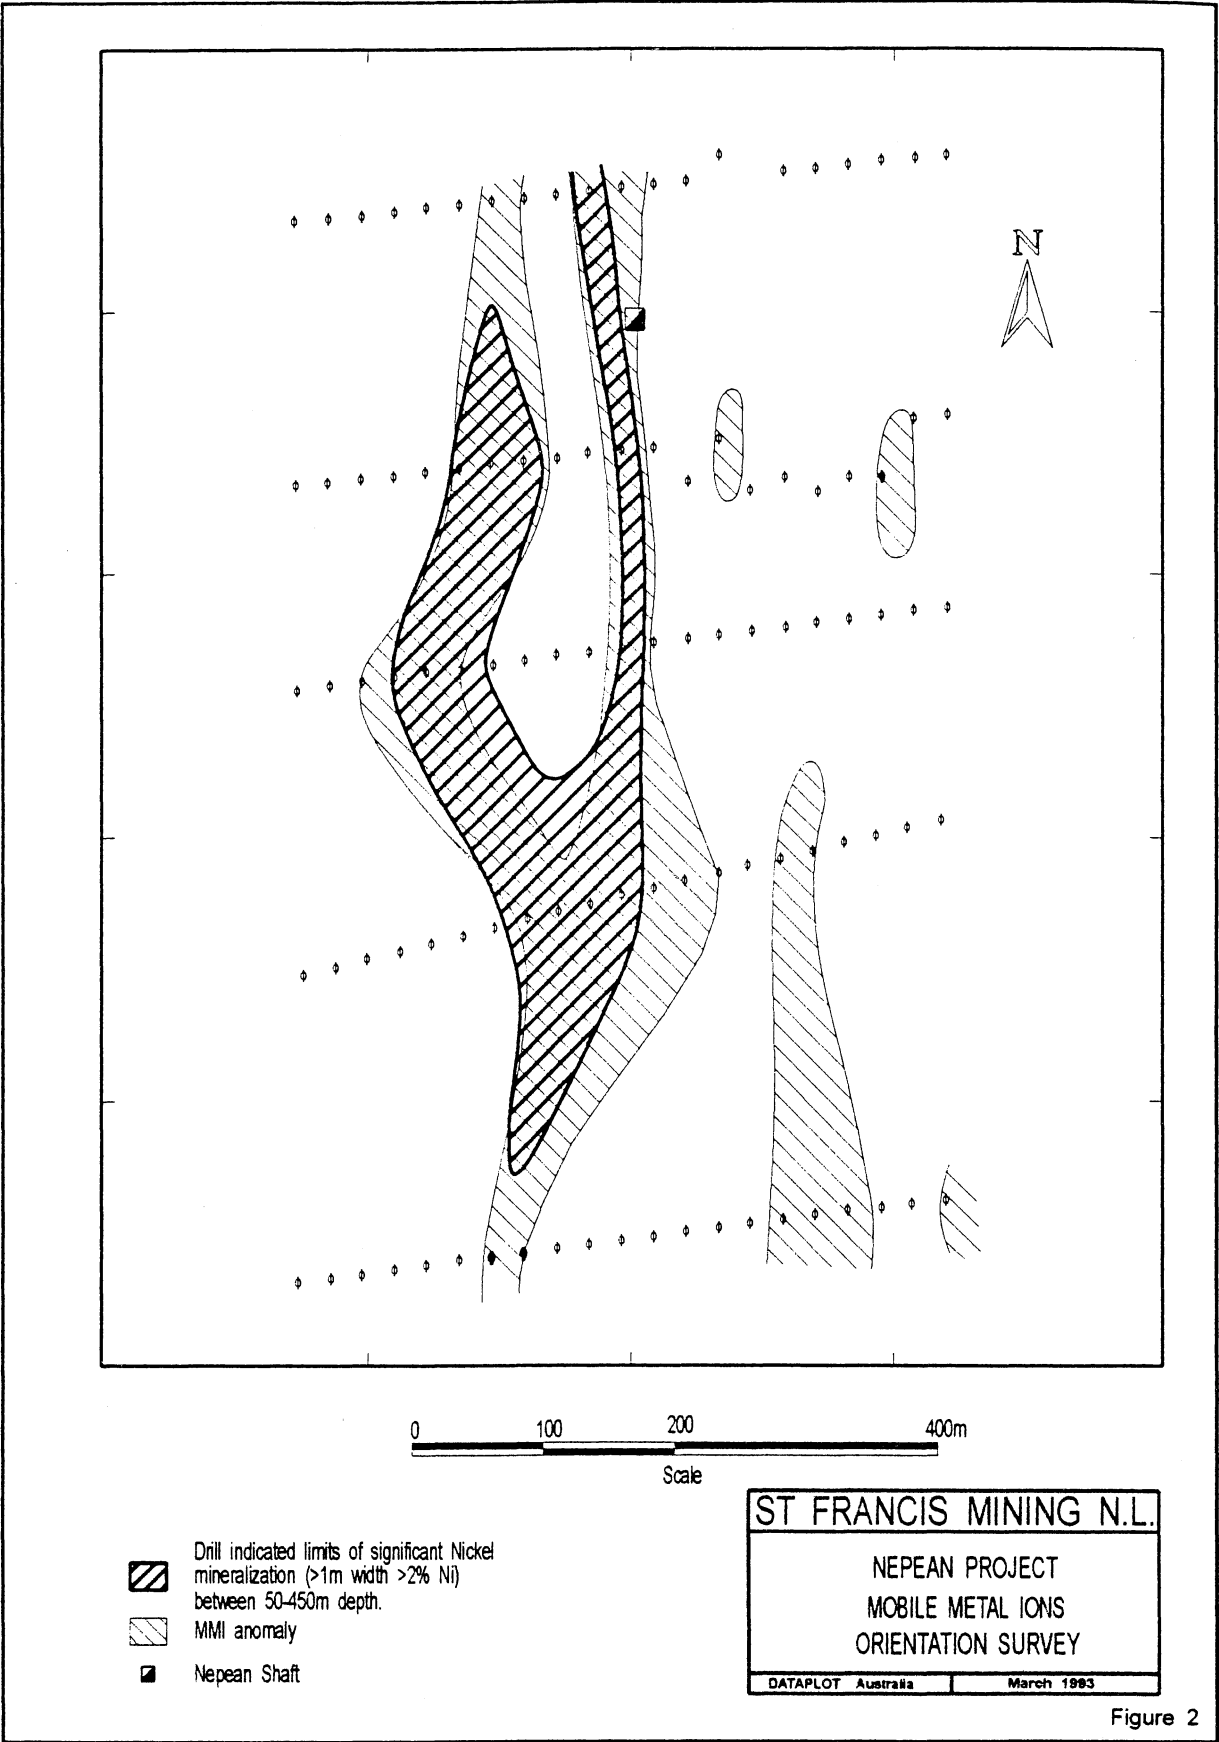 N
0 100 200 400m
Scale
Drill indicated limits of significant Nickel
mineralization (>1m width >2% Ni)
between 50-450m depth.
MMI anomaly
Nepean Shaft
ST FRANCIS MINING N.L.
NEPEAN PROJECT
MOBILE METAL IONS
ORIENTATION SURVEY
DATAPLOT Australia March 1993
Figure 2